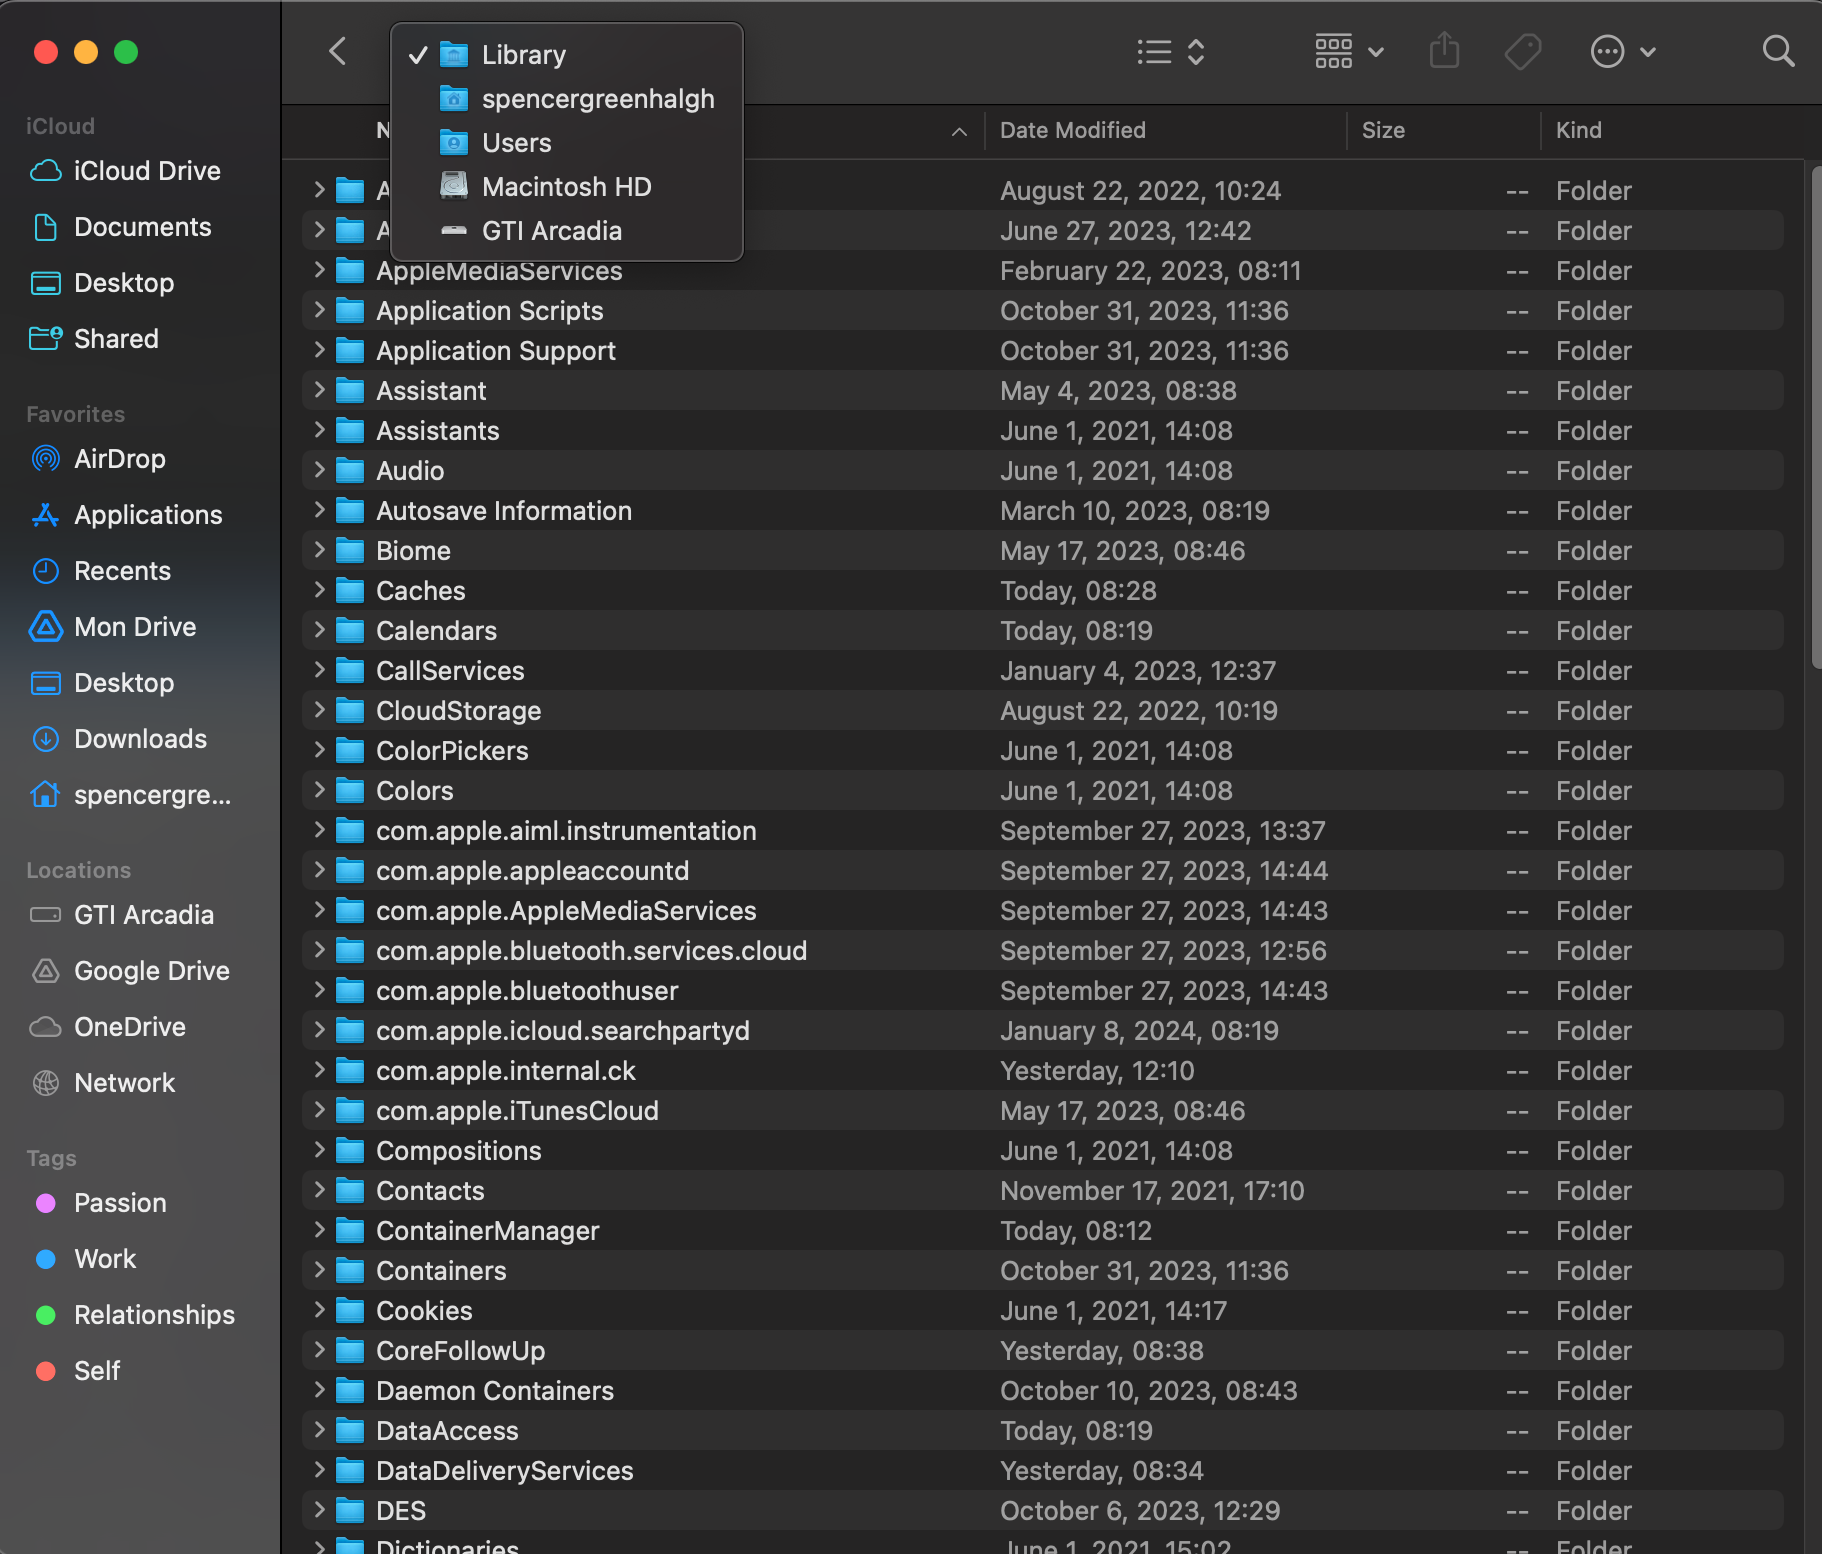 Library
spencergreenhalgh
Users
Macintosh HD
GTI Arcadia
iCloud
iCloud Drive
Documents
Desktop
Shared
Favorites
AirDrop
Applications
Recents
Mon Drive
Desktop
Downloads
spencergre...
Locations
GTI Arcadia
Google Drive
OneDrive
Network
Tags
Passion
Work
Relationships
Self
Date Modified Size Kind
August 22, 2022, 10:24 -- Folder
June 27, 2023, 12:42 -- Folder
AppleMediaServices February 22, 2023, 08:11 -- Folder
Application Scripts October 31, 2023, 11:36 -- Folder
Application Support October 31, 2023, 11:36 -- Folder
Assistant May 4, 2023, 08:38 -- Folder
Assistants June 1, 2021, 14:08 -- Folder
Audio June 1, 2021, 14:08 -- Folder
Autosave Information March 10, 2023, 08:19 -- Folder
Biome May 17, 2023, 08:46 -- Folder
Caches Today, 08:28 -- Folder
Calendars Today, 08:19 -- Folder
CallServices January 4, 2023, 12:37 -- Folder
CloudStorage August 22, 2022, 10:19 -- Folder
ColorPickers June 1, 2021, 14:08 -- Folder
Colors June 1, 2021, 14:08 -- Folder
com.apple.aiml.instrumentation September 27, 2023, 13:37 -- Folder
com.apple.appleaccountd September 27, 2023, 14:44 -- Folder
com.apple.AppleMediaServices September 27, 2023, 14:43 -- Folder
com.apple.bluetooth.services.cloud September 27, 2023, 12:56 -- Folder
com.apple.bluetoothuser September 27, 2023, 14:43 -- Folder
com.apple.icloud.searchpartyd January 8, 2024, 08:19 -- Folder
com.apple.internal.ck Yesterday, 12:10 -- Folder
com.apple.iTunesCloud May 17, 2023, 08:46 -- Folder
Compositions June 1, 2021, 14:08 -- Folder
Contacts November 17, 2021, 17:10 -- Folder
ContainerManager Today, 08:12 -- Folder
Containers October 31, 2023, 11:36 -- Folder
Cookies June 1, 2021, 14:17 -- Folder
CoreFollowUp Yesterday, 08:38 -- Folder
Daemon Containers October 10, 2023, 08:43 -- Folder
DataAccess Today, 08:19 -- Folder
DataDeliveryServices Yesterday, 08:34 -- Folder
DES October 6, 2023, 12:29 -- Folder
Dictionaries June 1, 2021, 15:02 -- Folder